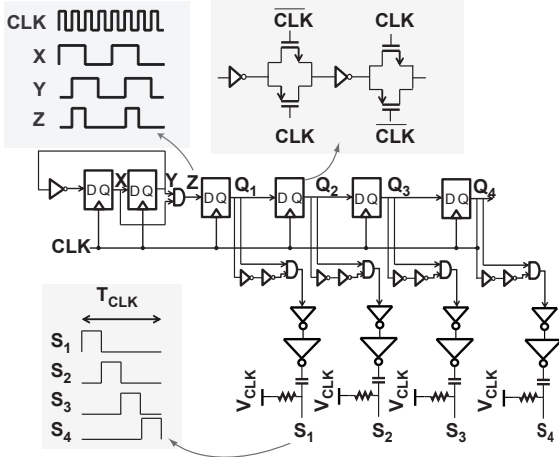 CLK
X
Y
Z
CLK
CLK
CLK
CLK
X Y Z Q1 Q2 Q3 Q4
D Q D Q D Q D Q D Q D Q
CLK
TCLK
S1
S2
S3
S4
VCLK VCLK VCLK VCLK
S1 S2 S3 S4